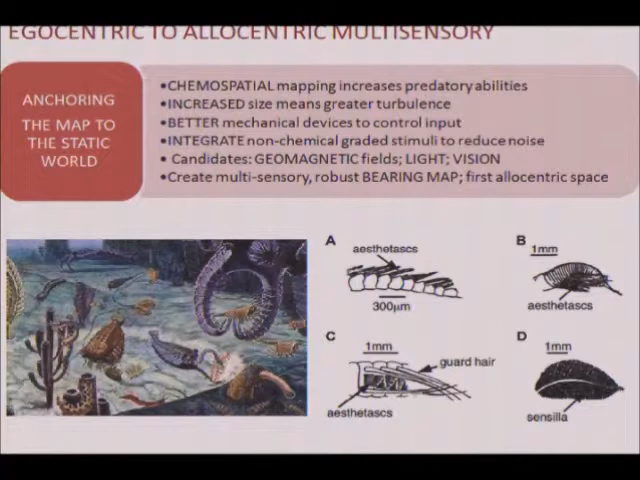 EGOCENTRIC TO ALLOCENTRIC MULTISENSORY
ANCHORING
THE MAP TO
THE STATIC
WORLD
•CHEMOSPATIAL mapping increases predatory abilities
•INCREASED size means greater turbulence
•BETTER mechanical devices to control input
•INTEGRATE non-chemical graded stimuli to reduce noise
• Candidates: GEOMAGNETIC fields; LIGHT; VISION
•Create multi-sensory, robust BEARING MAP; first allocentric space
A
aesthetascs
300µm
B
1mm
aesthetascs
C
1mm
guard hair
aesthetascs
D
1mm
sensilla